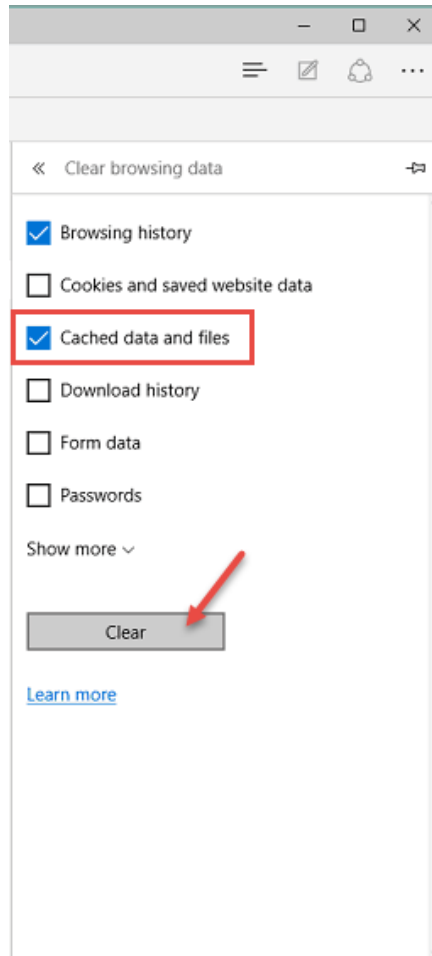 Clear browsing data
Browsing history
Cookies and saved website data
Cached data and files
Download history
Form data
Passwords
Show more
Clear
Learn more